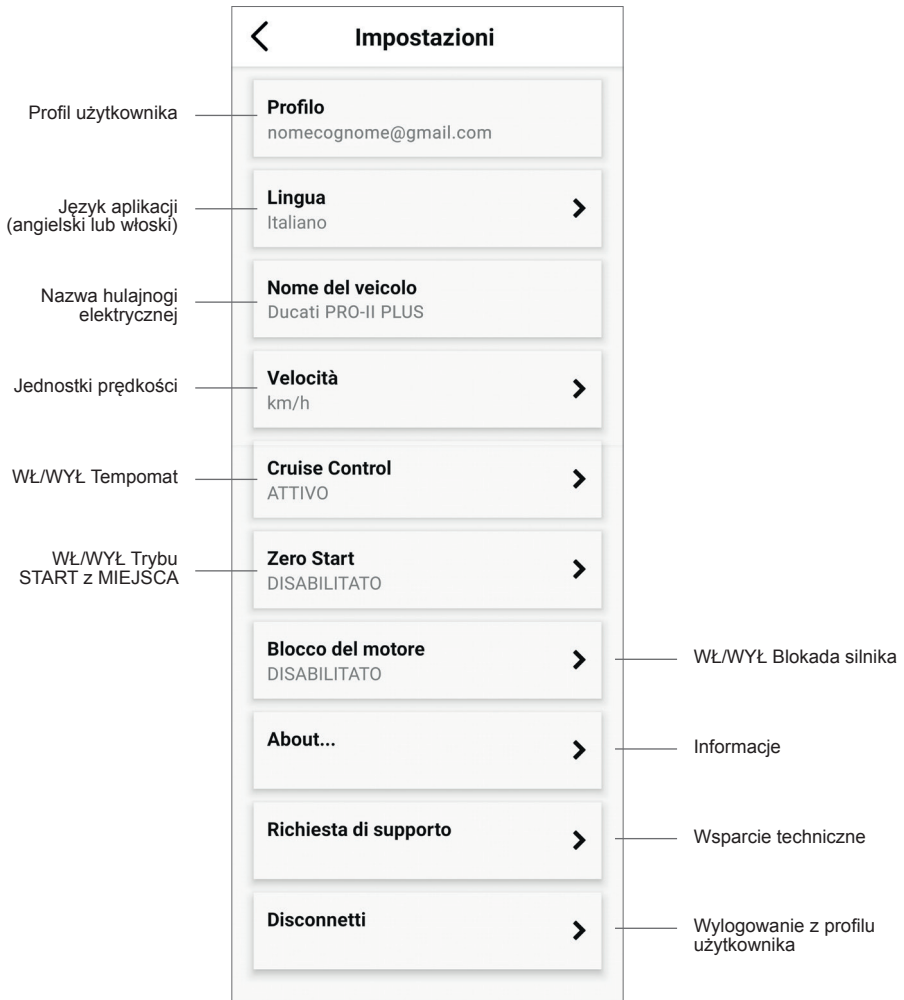 Impostazioni
Profil użytkownika
Profilo
nomecognome@gmail.com
Język aplikacji
(angielski lub włoski)
Lingua
Italiano
Nazwa hulajnogi
elektrycznej
Nome del veicolo
Ducati PRO-II PLUS
Jednostki prędkości
Velocità
km/h
WŁ/WYŁ Tempomat
Cruise Control
ATTIVO
WŁ/WYŁ Trybu
START z MIEJSCA
Zero Start
DISABILITATO
Blocco del motore
DISABILITATO
WŁ/WYŁ Blokada silnika
About...
Informacje
Richiesta di supporto
Wsparcie techniczne
Disconnetti
Wylogowanie z profilu
użytkownika